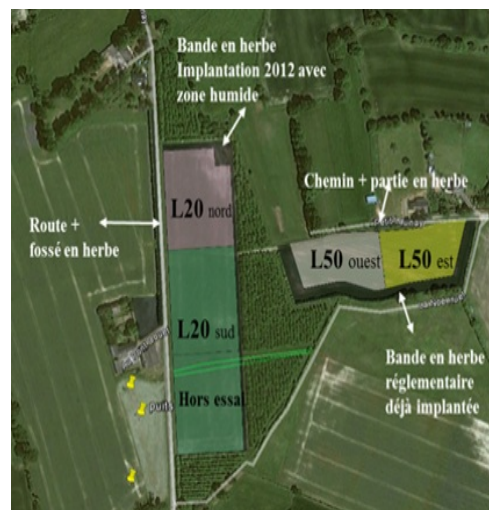 Bande en herbe
Implantation 2012 avec
zone humide
Chemin + partie en herbe
L20 nord
Route +
fossé en herbe
L50 ouest
L50 est
L20 sud
Bande en herbe
réglementaire
déjà implantée
puits
Hors essai